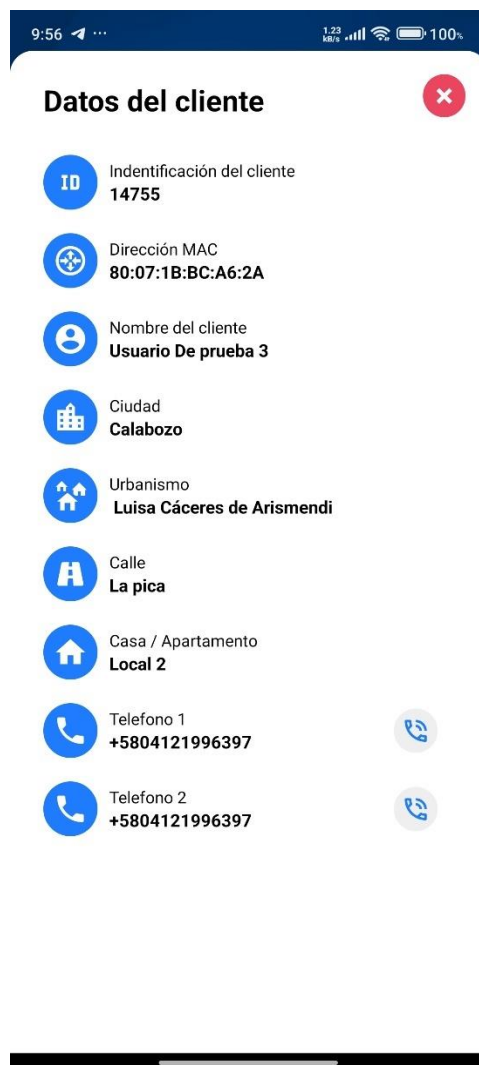 9:56 ···
1.23
kB/s
100%
Datos del cliente
ID
Indentificación del cliente
14755
Dirección MAC
80:07:1B:BC:A6:2A
Nombre del cliente
Usuario De prueba 3
Ciudad
Calabozo
Urbanismo
Luisa Cáceres de Arismendi
Calle
La pica
Casa / Apartamento
Local 2
Telefono 1
+5804121996397
Telefono 2
+5804121996397